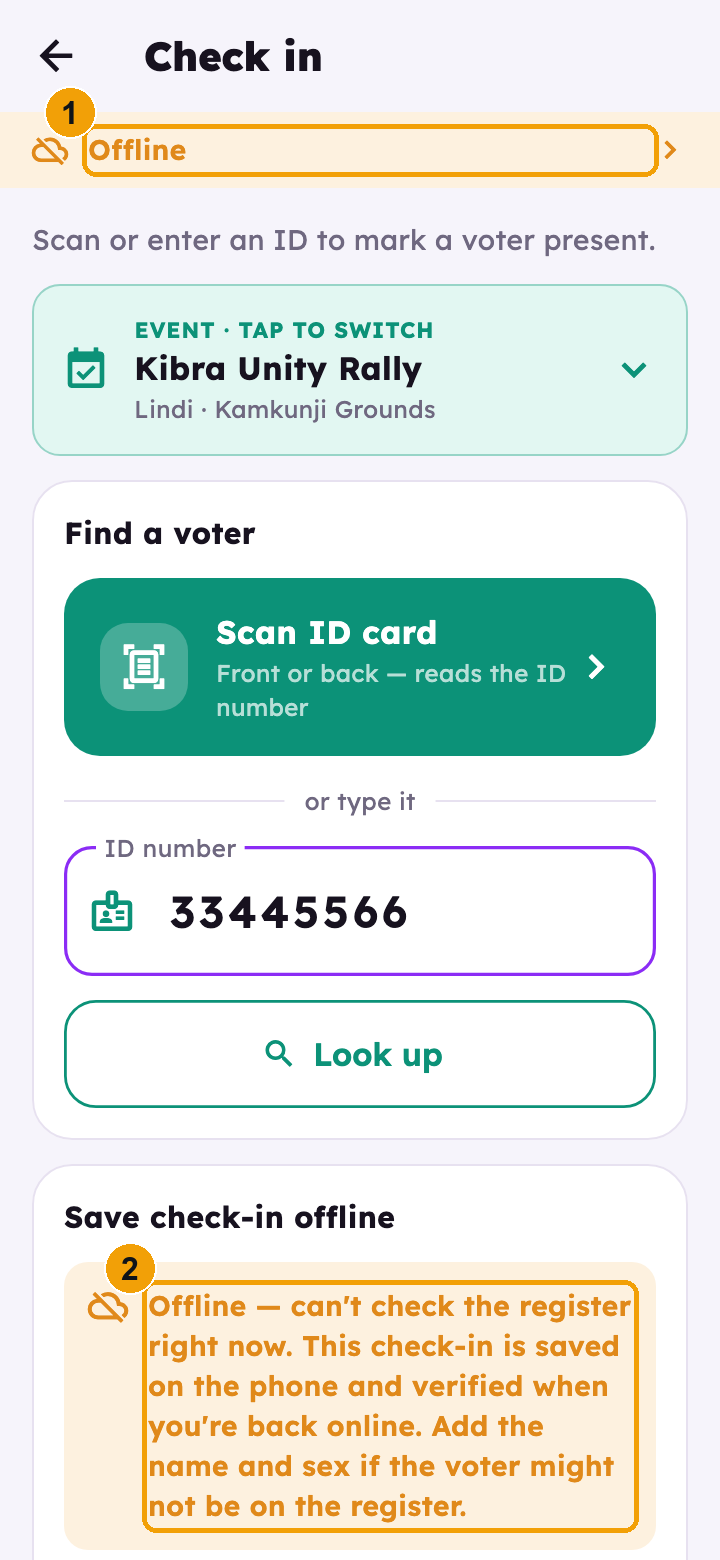 Check in
1
Offline
Scan or enter an ID to mark a voter present.
EVENT · TAP TO SWITCH
Kibra Unity Rally
Lindi · Kamkunji Grounds
Find a voter
Scan ID card
Front or back — reads the ID
number
or type it
ID number
33445566
Look up
Save check-in offline
2
Offline — can't check the register
right now. This check-in is saved
on the phone and verified when
you're back online. Add the
name and sex if the voter might
not be on the register.